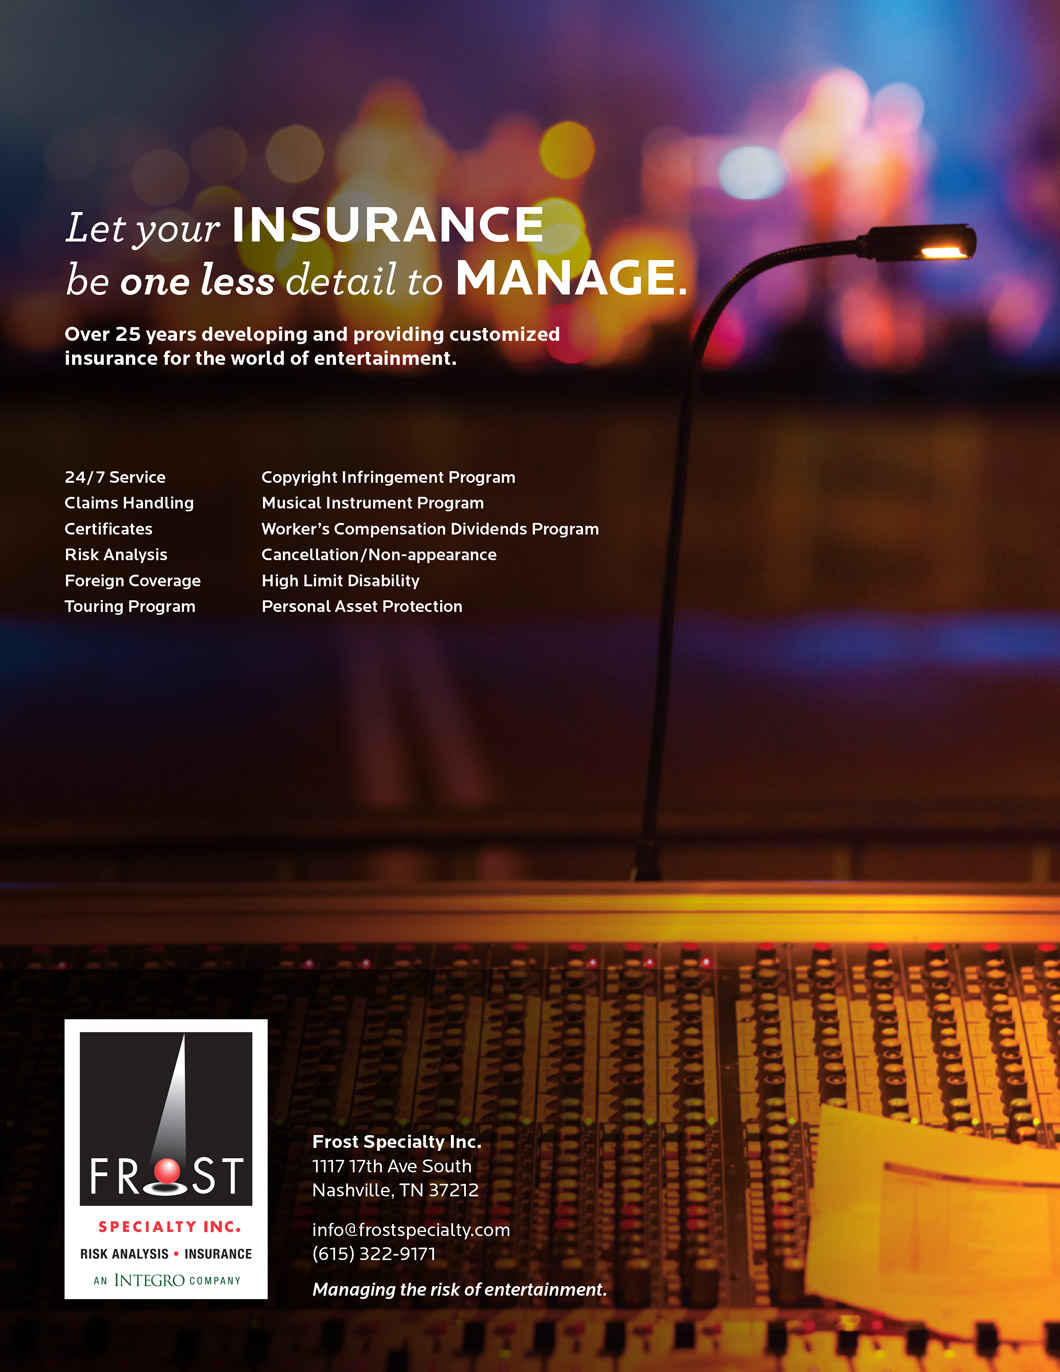 Let your INSURANCE
be one less detail to MANAGE.
Over 25 years developing and providing customized
insurance for the world of entertainment.
24/7 Service
Claims Handling
Certificates
Risk Analysis
Foreign Coverage
Touring Program
Copyright Infringement Program
Musical Instrument Program
Worker’s Compensation Dividends Program
Cancellation/Non-appearance
High Limit Disability
Personal Asset Protection
FROST
SPECIALTY INC.
RISK ANALYSIS • INSURANCE
AN INTEGRO COMPANY
Frost Specialty Inc.
1117 17th Ave South
Nashville, TN 37212
info@frostspecialty.com
(615) 322-9171
Managing the risk of entertainment.